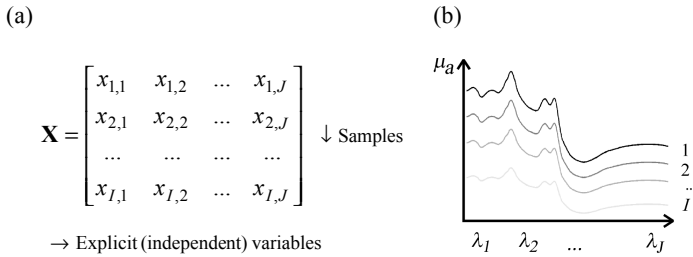 (a)
X = [ x1,1 x1,2 ... x1,J
x2,1 x2,2 ... x2,J
... ... ... ...
xI,1 xI,2 ... xI,J ]
↓ Samples
→ Explicit (independent) variables
(b)
μa
1
2
..
I
λ1 λ2 ... λJ